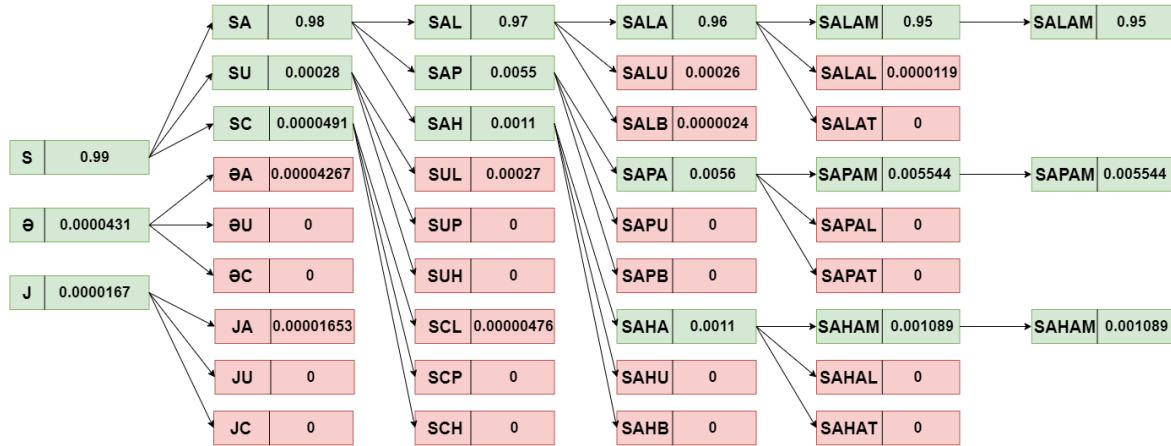 SA 0.98 SAL 0.97 SALA 0.96 SALAM 0.95 SALAM 0.95
SU 0.00028 SAP 0.0055 SALU 0.00026 SALAL 0.0000119
SC 0.0000491 SAH 0.0011 SALB 0.0000024 SALAT 0
S 0.99
ƏA 0.00004267 SUL 0.00027 SAPA 0.0056 SAPAM 0.005544 SAPAM 0.005544
Ə 0.0000431 ƏU 0 SUP 0 SAPU 0 SAPAL 0
ƏC 0 SUH 0 SAPB 0 SAPAT 0
J 0.0000167
JA 0.00001653 SCL 0.00000476 SAHA 0.0011 SAHAM 0.001089 SAHAM 0.001089
JU 0 SCP 0 SAHU 0 SAHAL 0
JC 0 SCH 0 SAHB 0 SAHAT 0